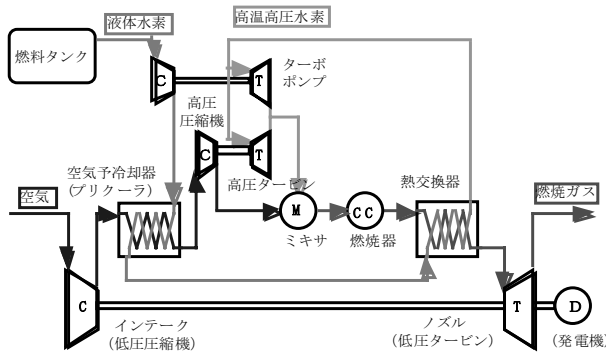 液体水素
高温高圧水素
燃料タンク
C
T
ターボ
ポンプ
高圧
圧縮機
C
T
空気予冷却器
(プリクーラ)
高圧タービン
熱交換器
空気
燃焼ガス
M
CC
ミキサ
燃焼器
C
T
D
インテーク
(低圧圧縮機)
ノズル
(低圧タービン)
(発電機)